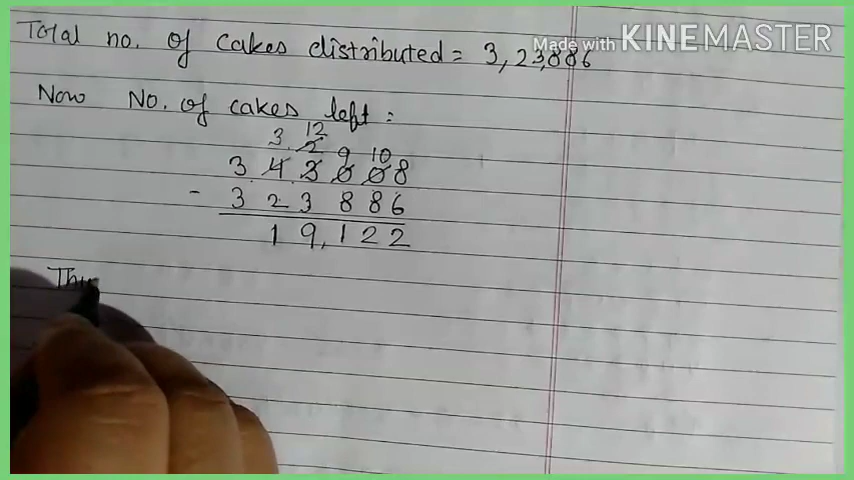 Total no. of cakes distributed = 3,23,886
Made with KINEMASTER
Now No. of cakes left :
3 12
2 9 10
3 4 3 0 0 8
- 3 2 3 8 8 6
1 9,1 2 2
Thus